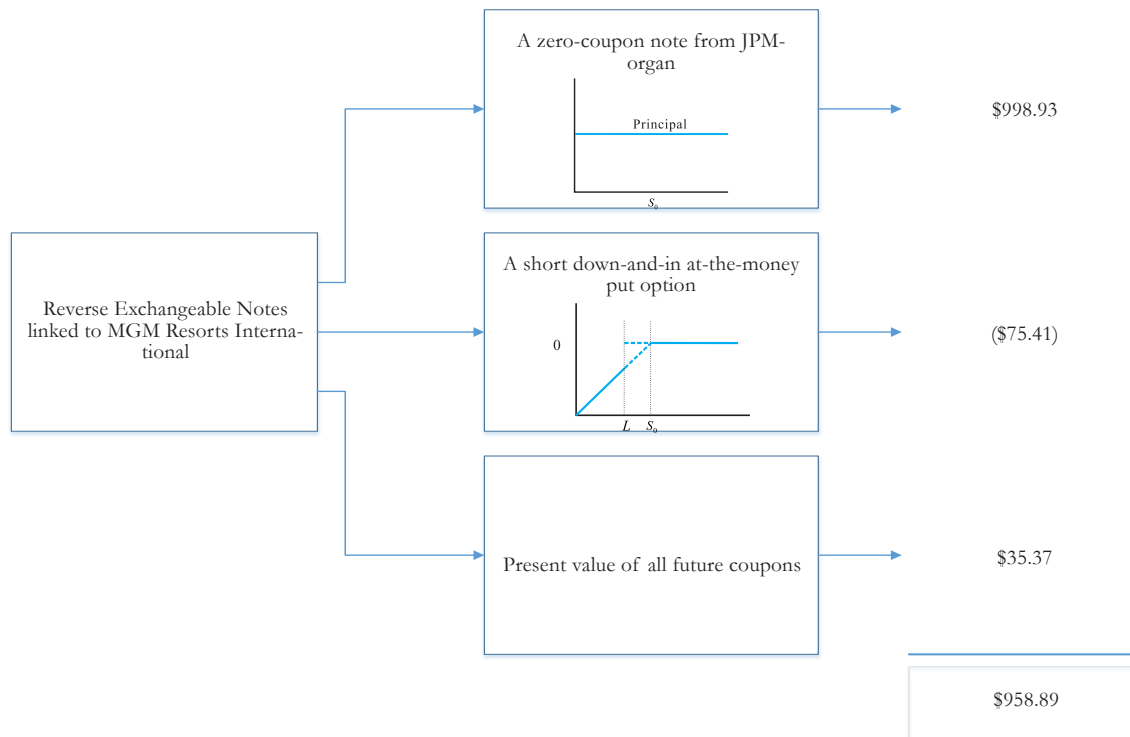 A zero-coupon note from JPM-
organ
Principal
S₀
$998.93
Reverse Exchangeable Notes
linked to MGM Resorts Interna-
tional
A short down-and-in at-the-money
put option
0
L
S₀
($75.41)
Present value of all future coupons
$35.37
$958.89